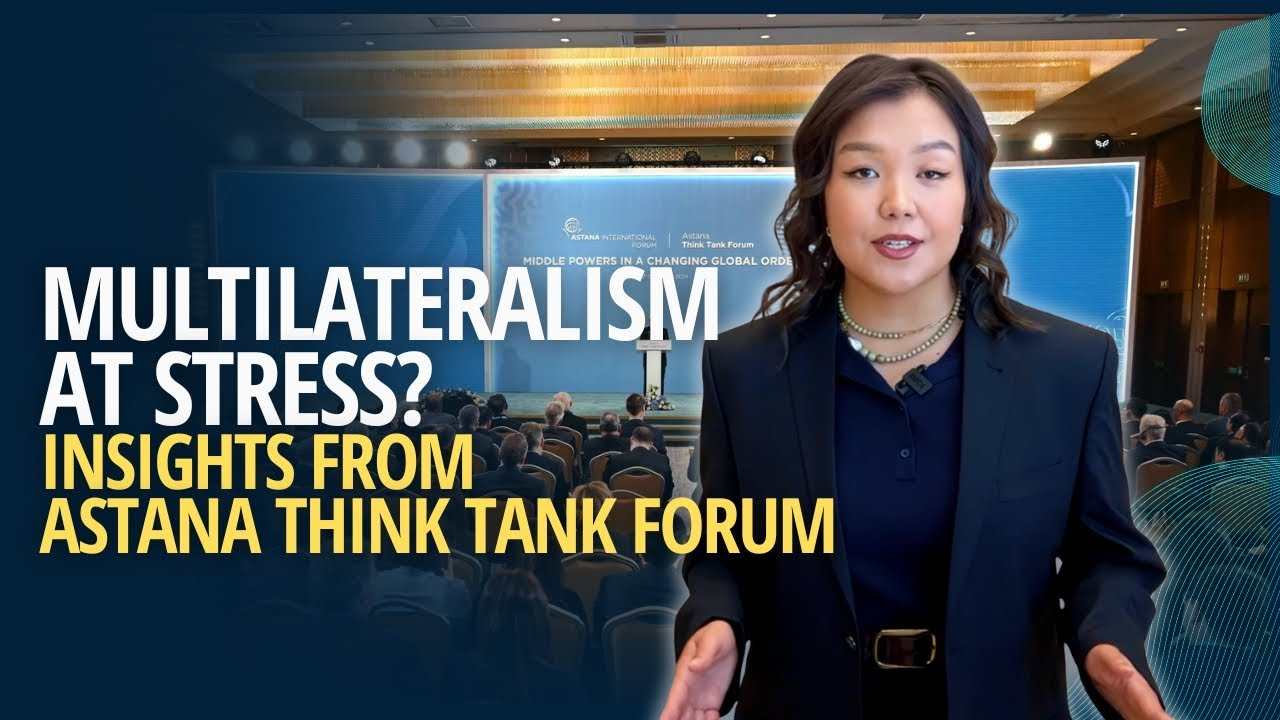 ASTANA INTERNATIONAL FORUM
Astana Think Tank Forum
MIDDLE POWERS IN A CHANGING GLOBAL ORDE
2024
MULTILATERALISM
AT STRESS?
INSIGHTS FROM
ASTANA THINK TANK FORUM